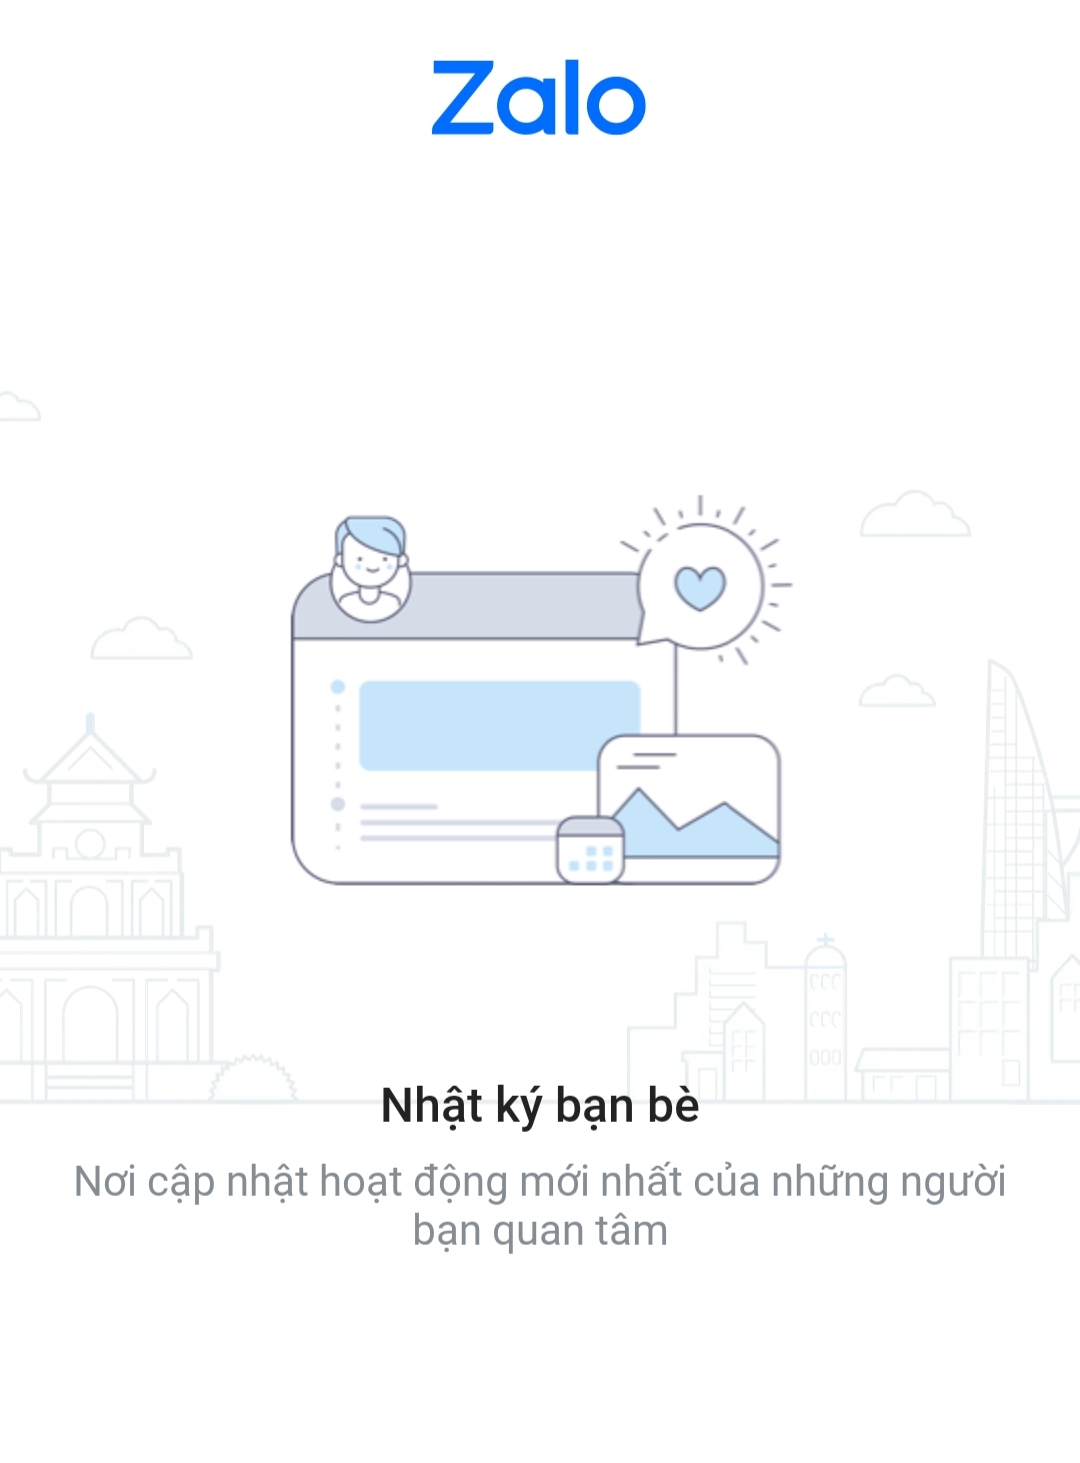 Zalo
Nhật ký bạn bè
Nơi cập nhật hoạt động mới nhất của những người
bạn quan tâm